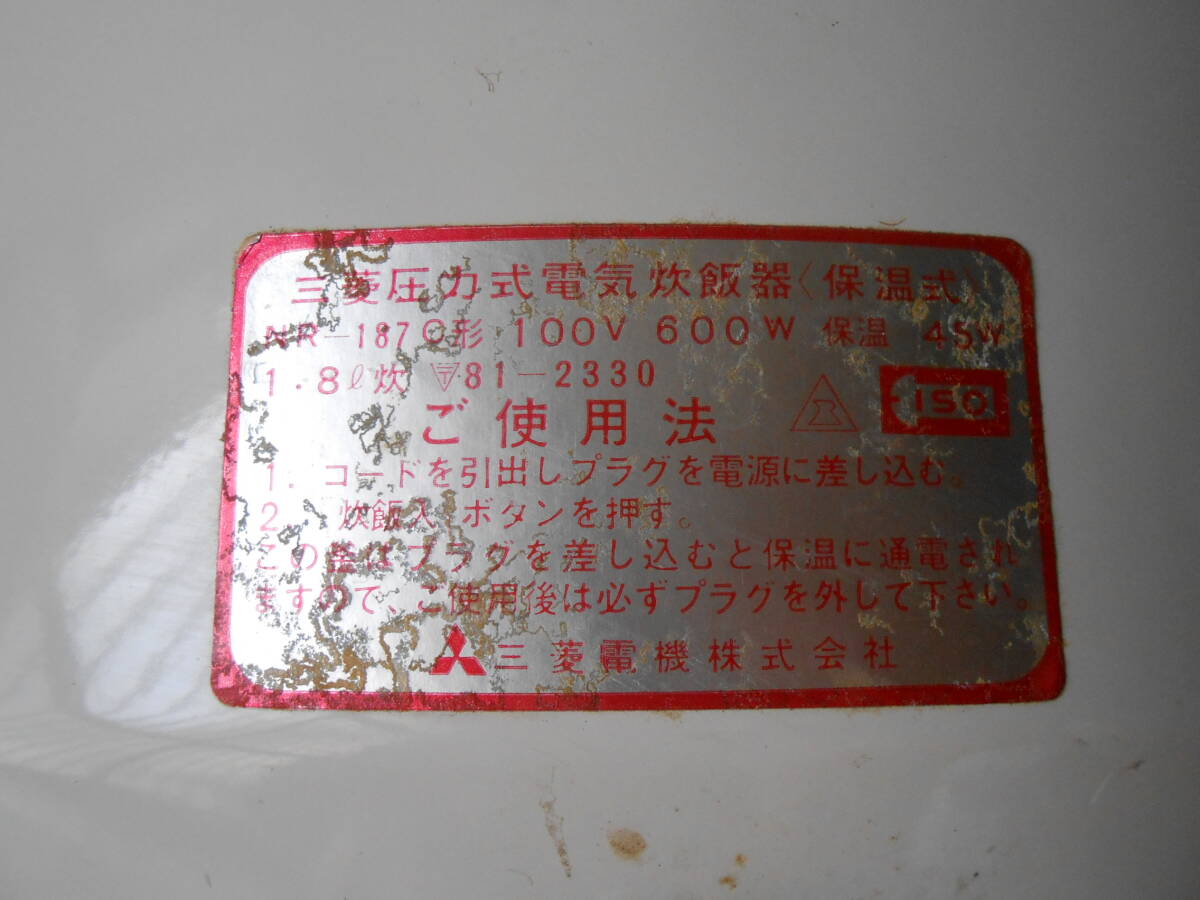 三菱圧力式電気炊飯器〈保温式〉
NR-187O形 100V 600W 保温 45W
1.8ℓ炊 〒81-2330
ISO
ご使用法
1. コードを引出しプラグを電源に差し込む。
2. 炊飯入 ボタンを押す。
この釜はプラグを差し込むと保温に通電され
ますので、ご使用後は必ずプラグを外して下さい。
三菱電機株式会社